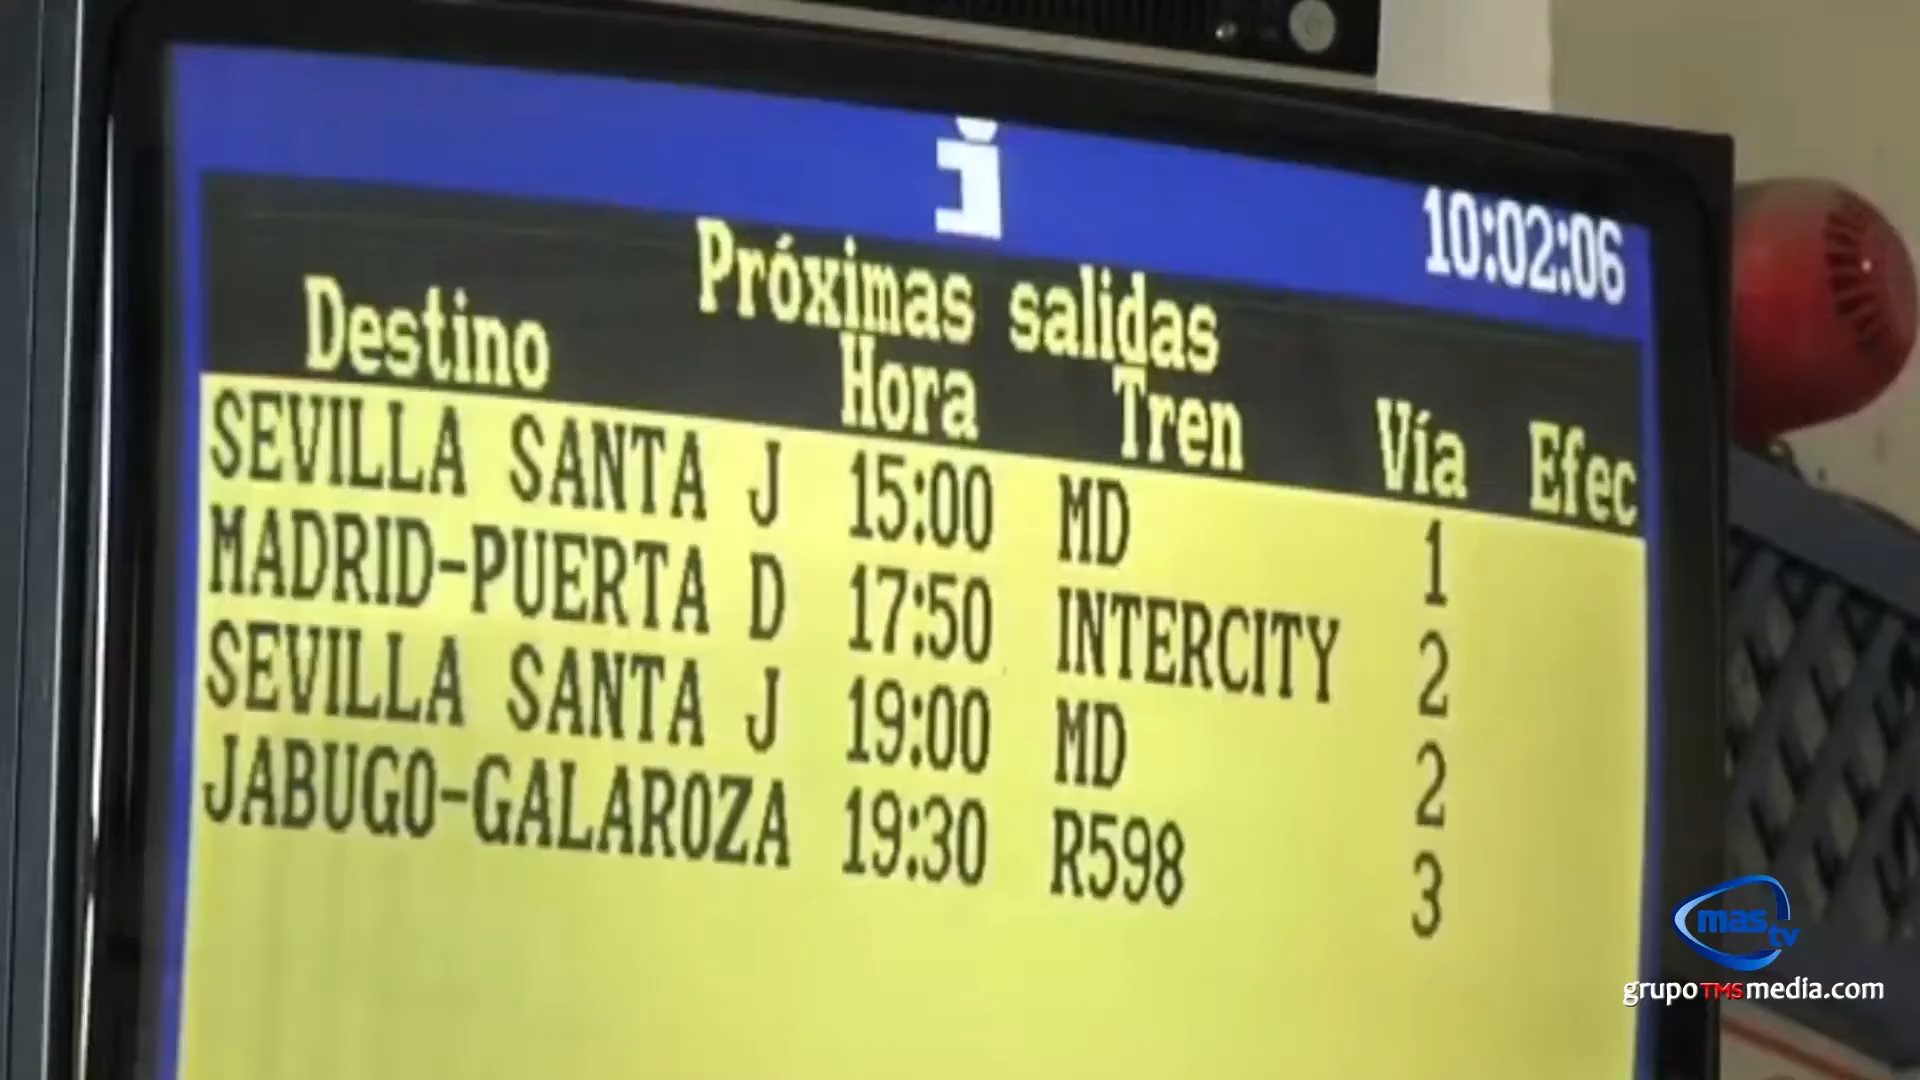 i
10:02:06
Próximas salidas
Destino Hora Tren Vía Efec
SEVILLA SANTA J 15:00 MD 1
MADRID-PUERTA D 17:50 INTERCITY 2
SEVILLA SANTA J 19:00 MD 2
JABUGO-GALAROZA 19:30 R598 3
mas tv
grupoTMSmedia.com